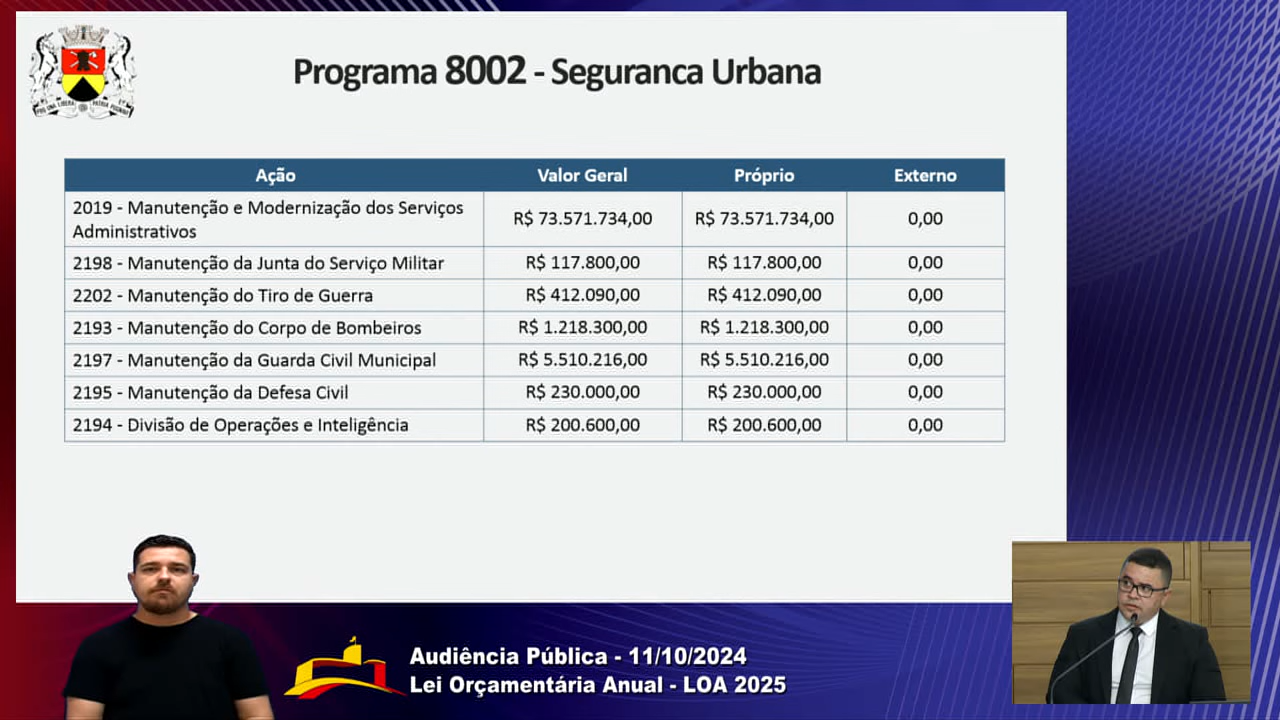 Programa 8002 - Seguranca Urbana
Ação Valor Geral Próprio Externo
2019 - Manutenção e Modernização dos Serviços
Administrativos R$ 73.571.734,00 R$ 73.571.734,00 0,00
2198 - Manutenção da Junta do Serviço Militar R$ 117.800,00 R$ 117.800,00 0,00
2202 - Manutenção do Tiro de Guerra R$ 412.090,00 R$ 412.090,00 0,00
2193 - Manutenção do Corpo de Bombeiros R$ 1.218.300,00 R$ 1.218.300,00 0,00
2197 - Manutenção da Guarda Civil Municipal R$ 5.510.216,00 R$ 5.510.216,00 0,00
2195 - Manutenção da Defesa Civil R$ 230.000,00 R$ 230.000,00 0,00
2194 - Divisão de Operações e Inteligência R$ 200.600,00 R$ 200.600,00 0,00
Audiência Pública - 11/10/2024
Lei Orçamentária Anual - LOA 2025